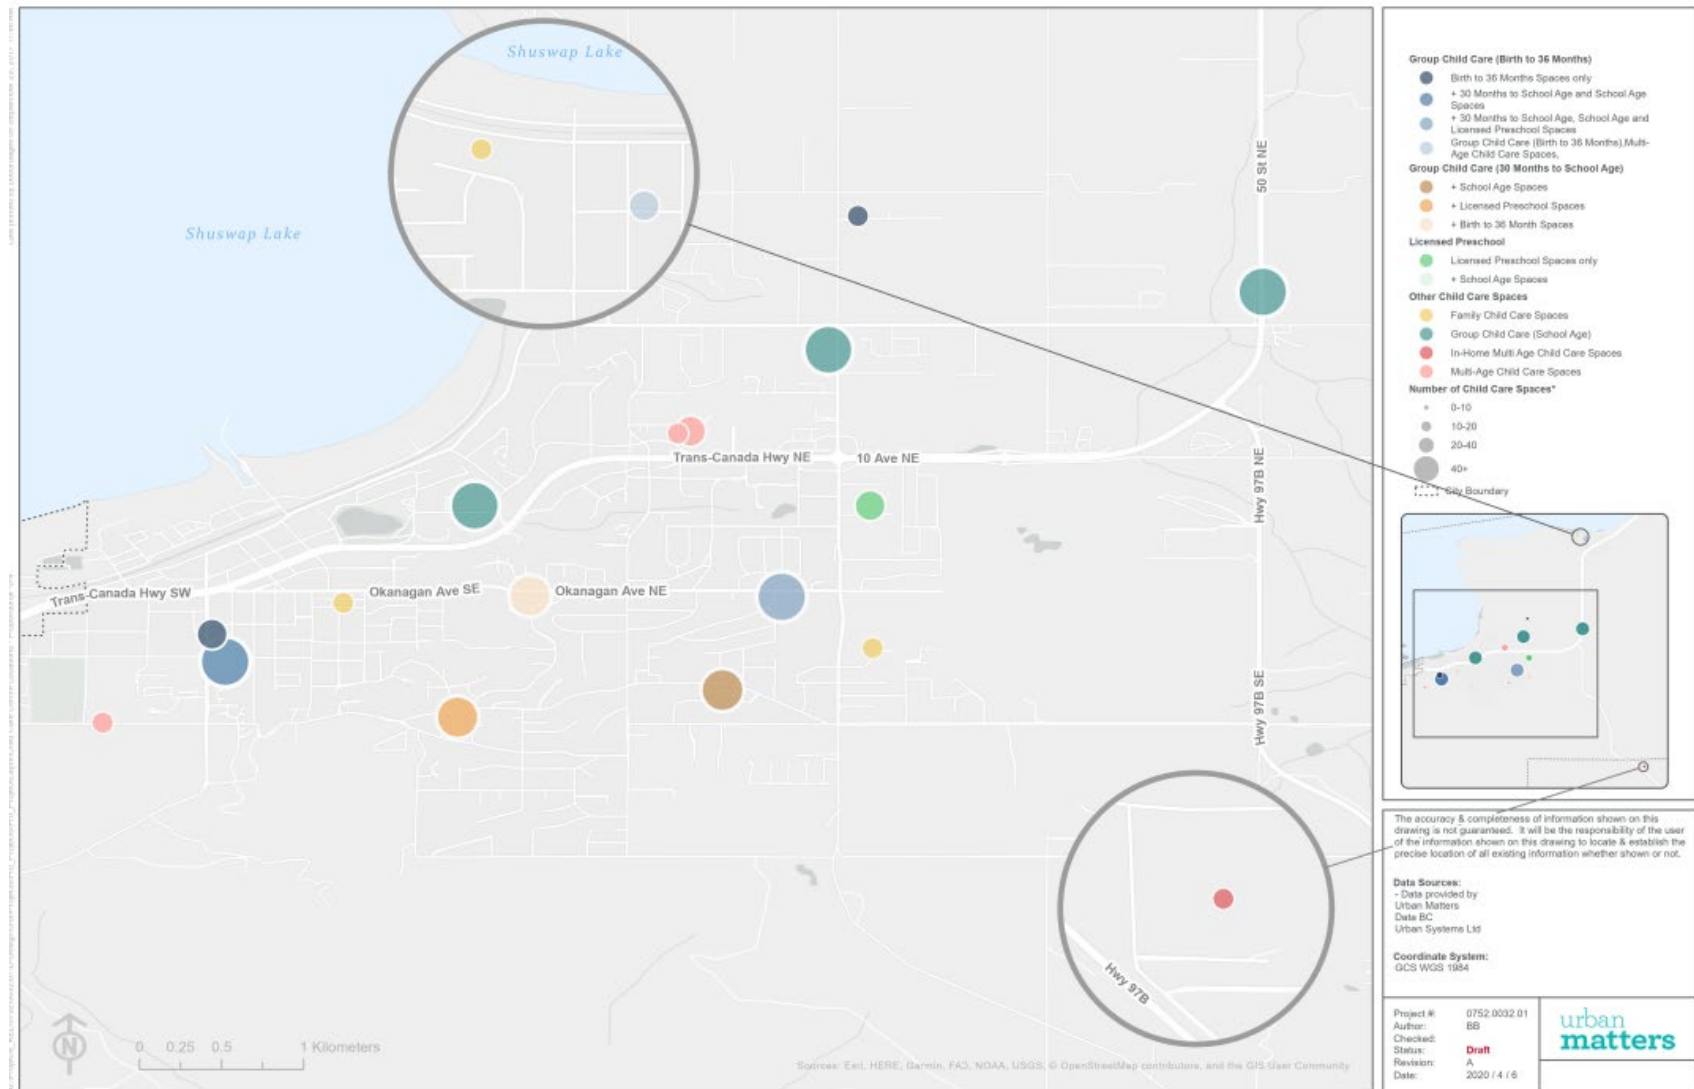 Shuswap Lake
Shuswap Lake
50 St NE
Trans-Canada Hwy NE
10 Ave NE
Hwy 97B NE
Trans-Canada Hwy SW
Okanagan Ave SE
Okanagan Ave NE
Hwy 97B SE
Hwy 97B
N
0 0.25 0.5 1 Kilometers
Sources: Esri, HERE, Garmin, FAO, NOAA, USGS, © OpenStreetMap contributors, and the GIS User Community
Group Child Care (Birth to 36 Months)
Birth to 36 Months Spaces only
+ 30 Months to School Age and School Age
Spaces
+ 30 Months to School Age, School Age and
Licensed Preschool Spaces
Group Child Care (Birth to 36 Months),Multi-
Age Child Care Spaces,
Group Child Care (30 Months to School Age)
+ School Age Spaces
+ Licensed Preschool Spaces
+ Birth to 36 Month Spaces
Licensed Preschool
Licensed Preschool Spaces only
+ School Age Spaces
Other Child Care Spaces
Family Child Care Spaces
Group Child Care (School Age)
In-Home Multi Age Child Care Spaces
Multi-Age Child Care Spaces
Number of Child Care Spaces*
0-10
10-20
20-40
40+
City Boundary
The accuracy & completeness of information shown on this
drawing is not guaranteed. It will be the responsibility of the user
of the information shown on this drawing to locate & establish the
precise location of all existing information whether shown or not.
Data Sources:
- Data provided by
Urban Matters
Data BC
Urban Systems Ltd
Coordinate System:
GCS WGS 1984
Project #: 0752.0032.01
Author: BB
Checked:
Status: Draft
Revision: A
Date: 2020 / 4 / 6
urban
matters